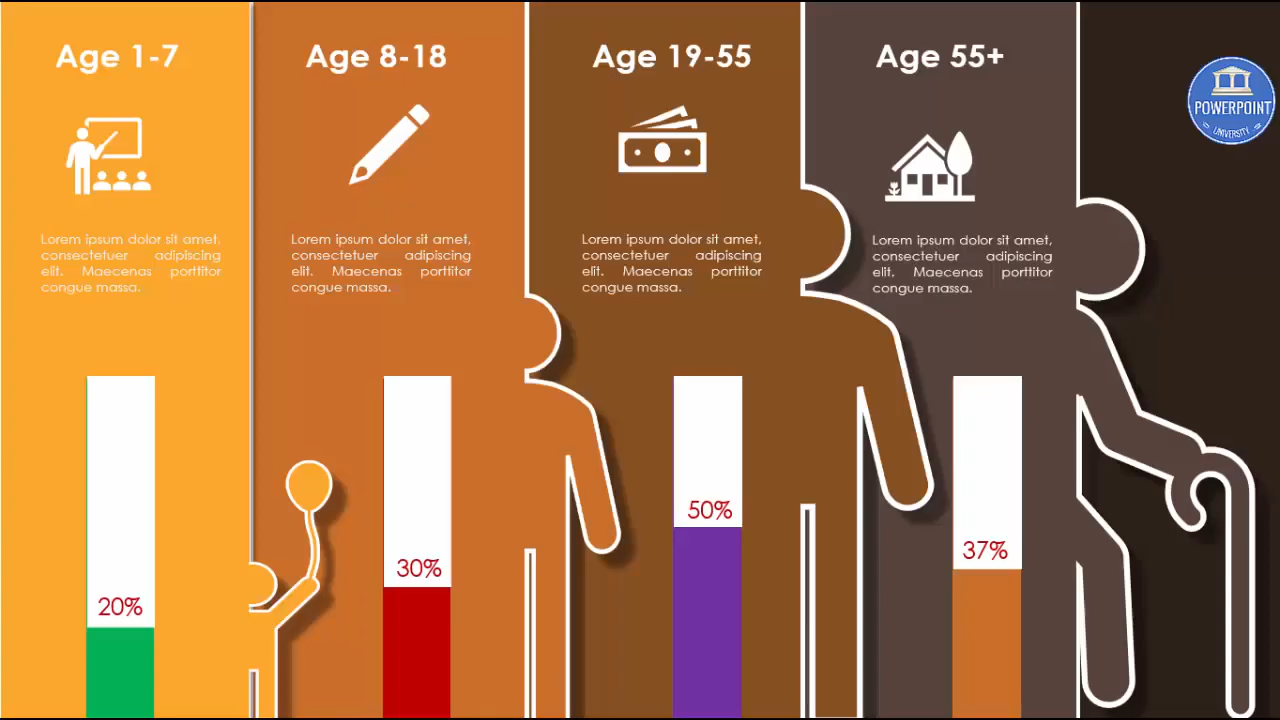 Age 1-7
Lorem ipsum dolor sit amet,
consectetuer adipiscing
elit. Maecenas porttitor
congue massa.
20%
Age 8-18
Lorem ipsum dolor sit amet,
consectetuer adipiscing
elit. Maecenas porttitor
congue massa.
30%
Age 19-55
Lorem ipsum dolor sit amet,
consectetuer adipiscing
elit. Maecenas porttitor
congue massa.
50%
Age 55+
Lorem ipsum dolor sit amet,
consectetuer adipiscing
elit. Maecenas porttitor
congue massa.
37%
POWERPOINT
UNIVERSITY